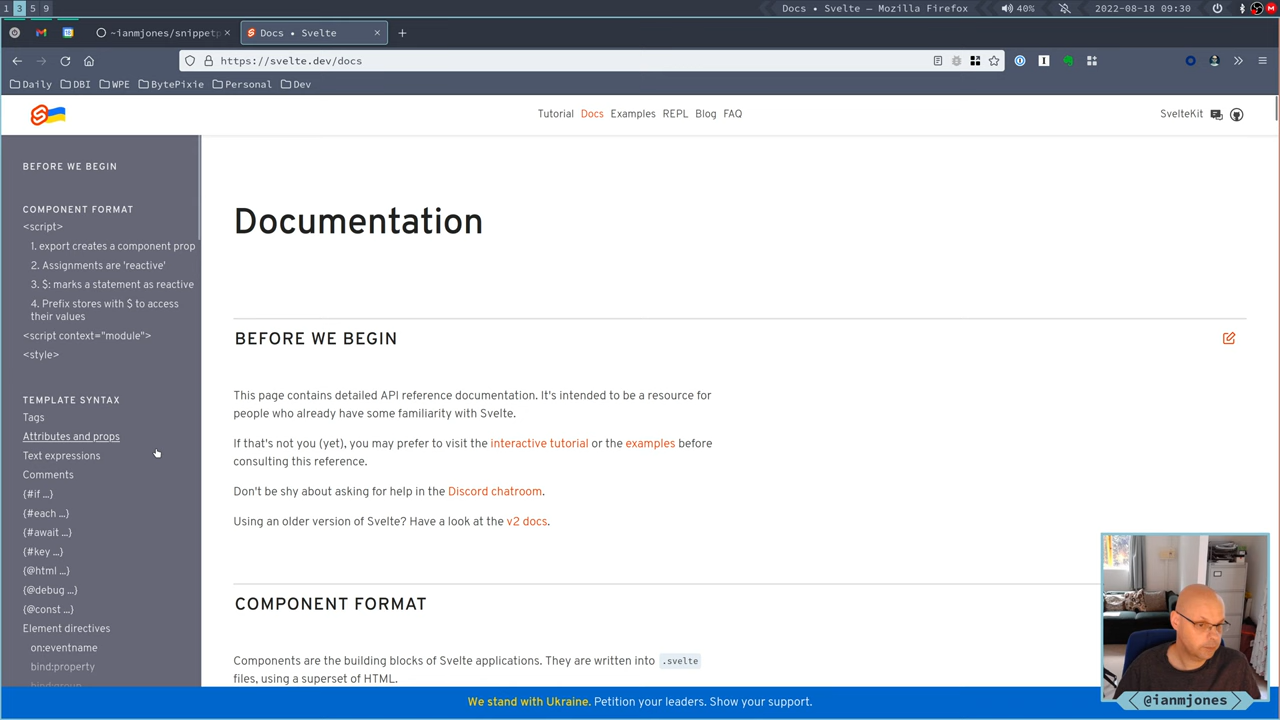 1 3 5 9
Docs • Svelte — Mozilla Firefox
40%
2022-08-18 09:30
~ianmjones/snippetp
Docs • Svelte
https://svelte.dev/docs
Daily DBI WPE BytePixie Personal Dev
Tutorial Docs Examples REPL Blog FAQ
SvelteKit
BEFORE WE BEGIN
COMPONENT FORMAT
<script>
1. export creates a component prop
2. Assignments are 'reactive'
3. $: marks a statement as reactive
4. Prefix stores with $ to access
their values
<script context="module">
<style>
TEMPLATE SYNTAX
Tags
Attributes and props
Text expressions
Comments
{#if ...}
{#each ...}
{#await ...}
{#key ...}
{@html ...}
{@debug ...}
{@const ...}
Element directives
on:eventname
bind:property
bind:group
Documentation
BEFORE WE BEGIN
This page contains detailed API reference documentation. It's intended to be a resource for
people who already have some familiarity with Svelte.
If that's not you (yet), you may prefer to visit the interactive tutorial or the examples before
consulting this reference.
Don't be shy about asking for help in the Discord chatroom.
Using an older version of Svelte? Have a look at the v2 docs.
COMPONENT FORMAT
Components are the building blocks of Svelte applications. They are written into .svelte
files, using a superset of HTML.
We stand with Ukraine. Petition your leaders. Show your support.
@ianmjones